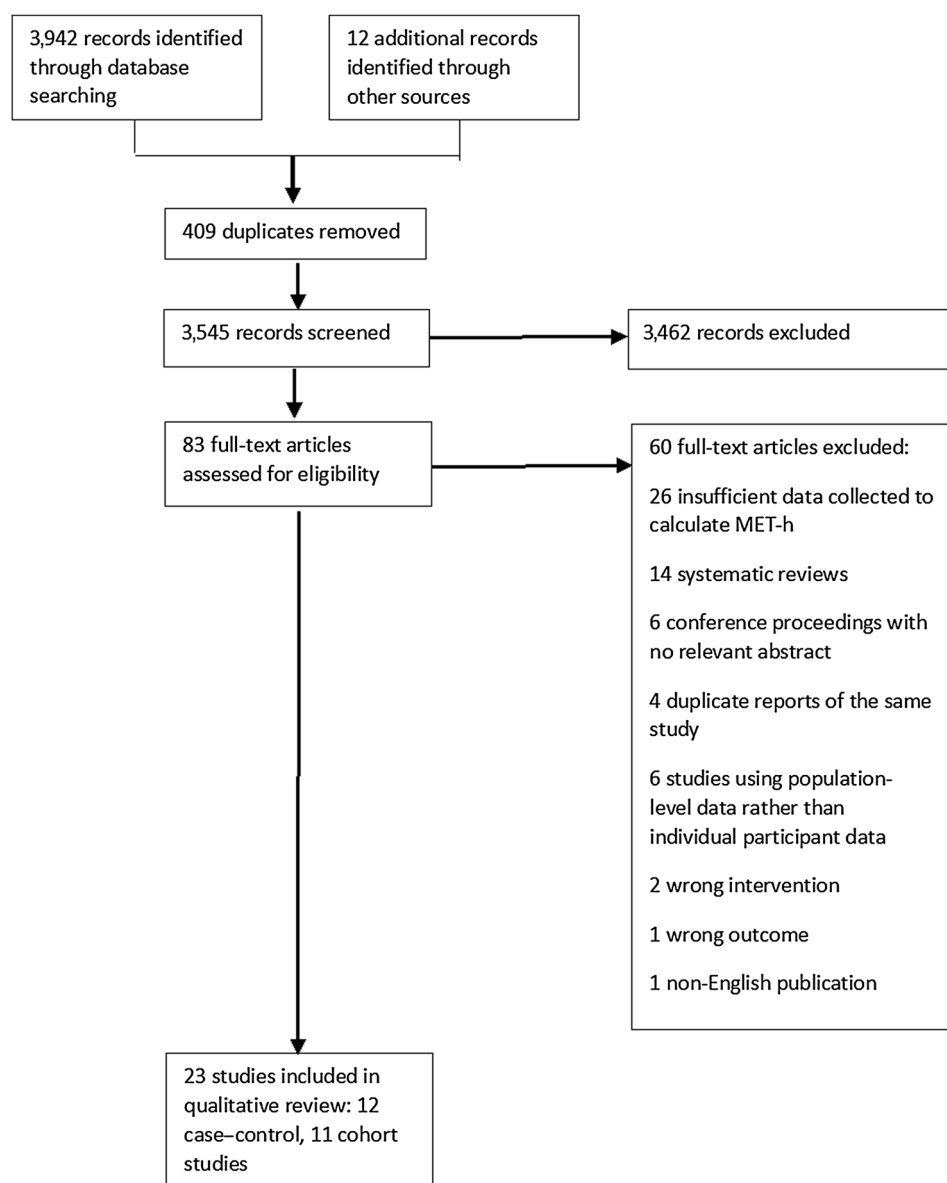 3,942 records identified
through database
searching
12 additional records
identified through
other sources
409 duplicates removed
3,545 records screened
3,462 records excluded
83 full-text articles
assessed for eligibility
60 full-text articles excluded:
26 insufficient data collected to
calculate MET-h
14 systematic reviews
6 conference proceedings with
no relevant abstract
4 duplicate reports of the same
study
6 studies using population-
level data rather than
individual participant data
2 wrong intervention
1 wrong outcome
1 non-English publication
23 studies included in
qualitative review: 12
case–control, 11 cohort
studies